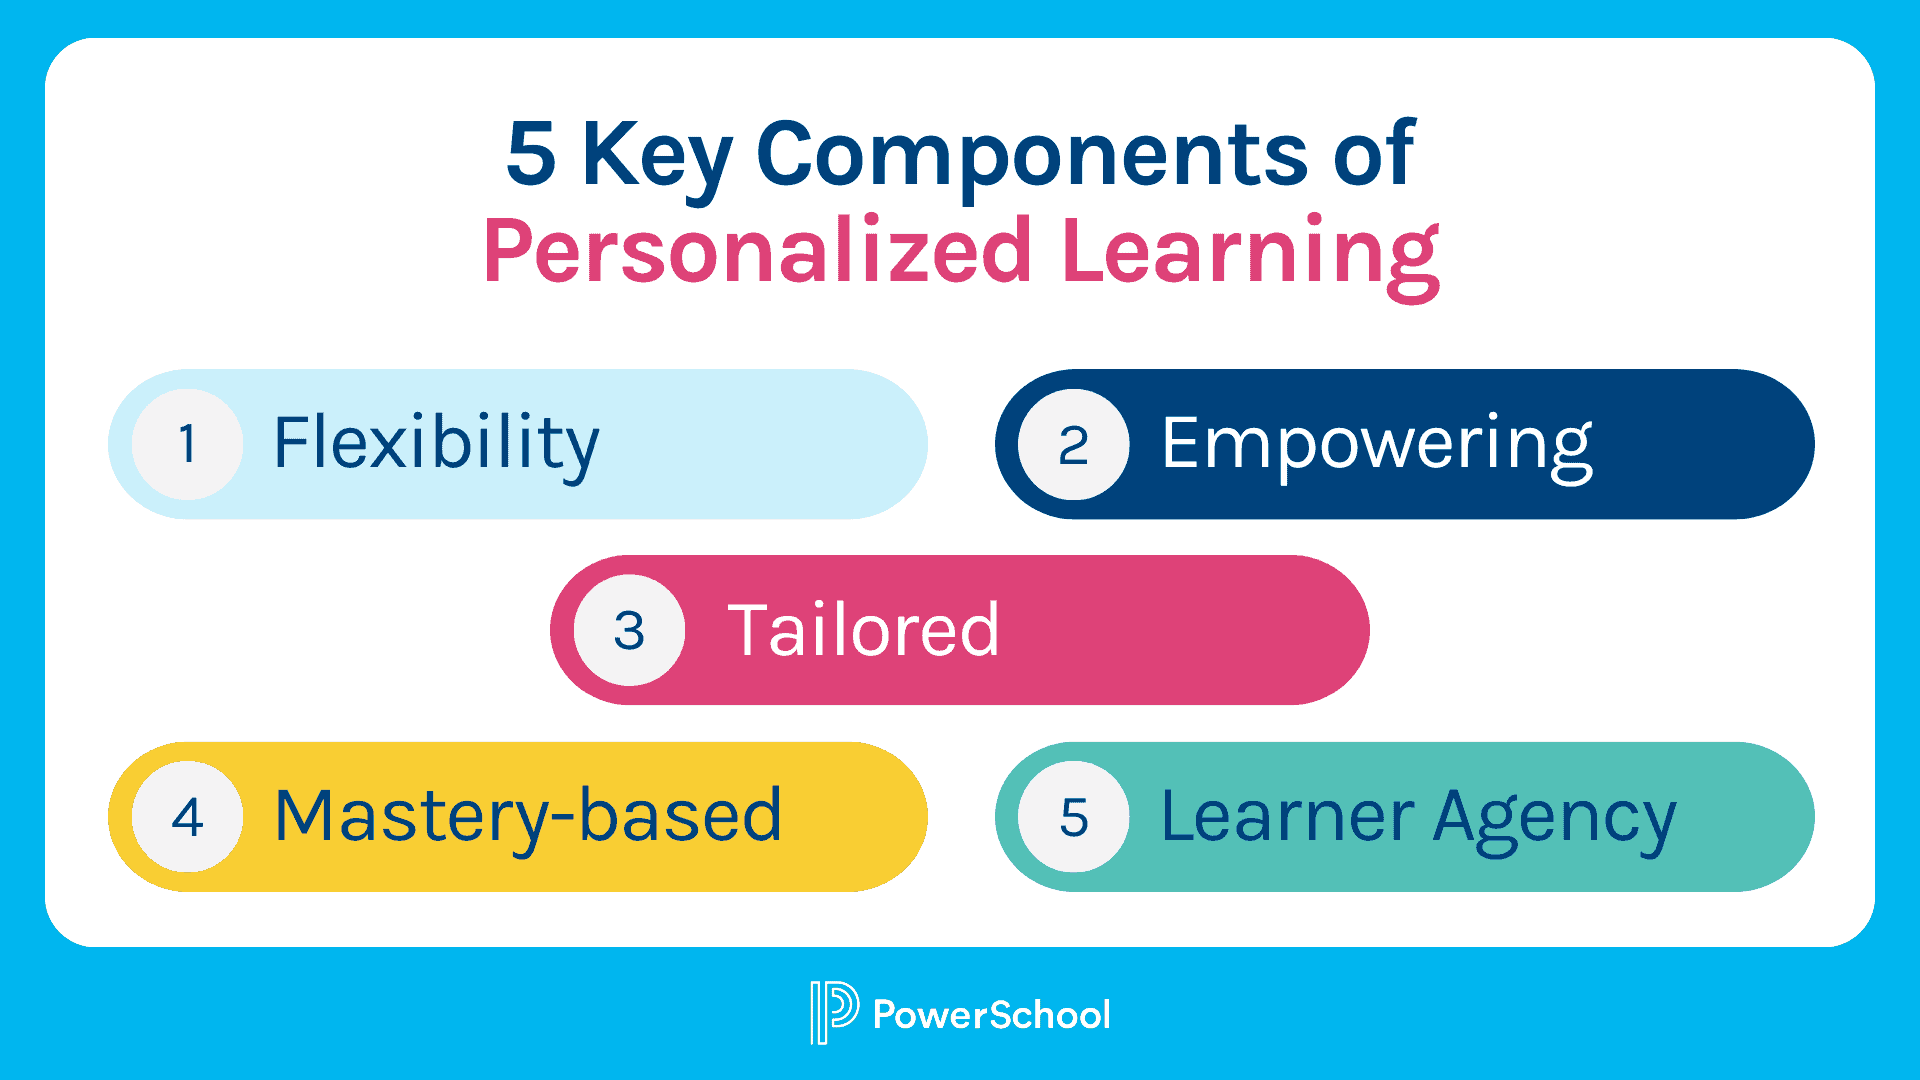 5 Key Components of
Personalized Learning
1 Flexibility
2 Empowering
3 Tailored
4 Mastery-based
5 Learner Agency
PowerSchool